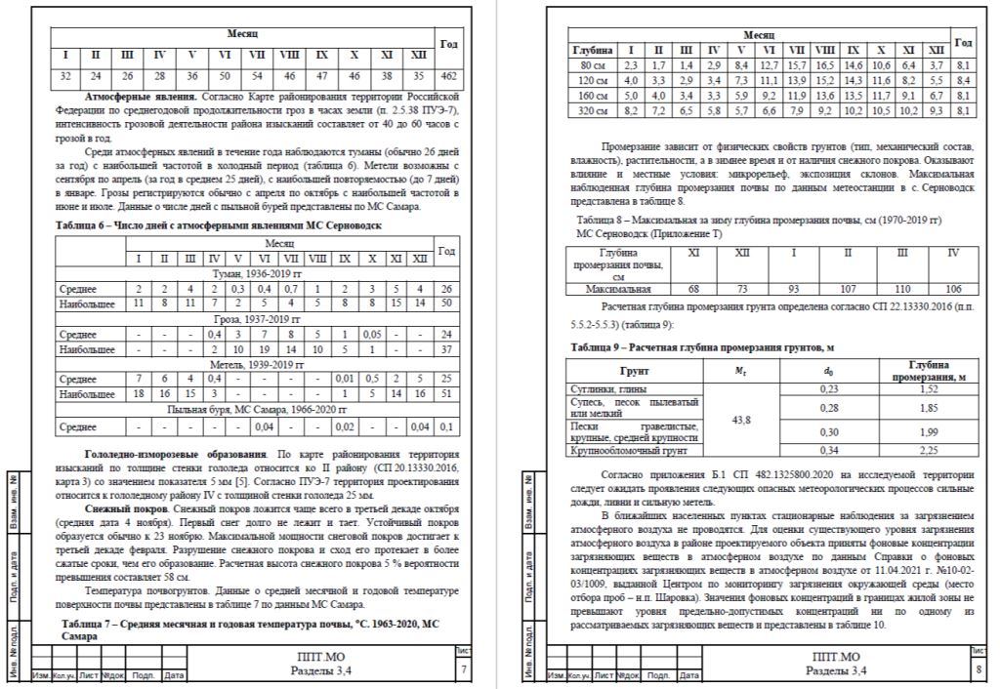 Месяц Год
I II III IV V VI VII VIII IX X XI XII
32 24 26 28 36 50 54 46 47 46 38 35 462
Атмосферные явления. Согласно Карте районирования территории Российской
Федерации по среднегодовой продолжительности гроз в часах земли (п. 2.5.38 ПУЭ-7),
интенсивность грозовой деятельности района изысканий составляет от 40 до 60 часов с
грозой в год.
Среди атмосферных явлений в течение года наблюдаются туманы (обычно 26 дней
за год) с наибольшей частотой в холодный период (таблица 6). Метели возможны с
сентября по апрель (за год в среднем 25 дней), с наибольшей повторяемостью (до 7 дней)
в январе. Грозы регистрируются обычно с апреля по октябрь с наибольшей частотой в
июне и июле. Данные о числе дней с пыльной бурей представлены по МС Самара.
Таблица 6 – Число дней с атмосферными явлениями МС Серноводск
Месяц Год
I II III IV V VI VII VIII IX X XI XII
Туман, 1936-2019 гг
Среднее 2 2 4 2 0,3 0,4 0,7 1 2 3 5 4 26
Наибольшее 11 8 11 7 2 5 4 5 8 8 15 14 50
Гроза, 1937-2019 гг
Среднее - - - 0,4 3 7 8 5 1 0,05 - - 24
Наибольшее - - - 2 10 19 14 10 5 1 - - 37
Метель, 1939-2019 гг
Среднее 7 6 4 0,4 - - - - 0,01 0,5 2 5 25
Наибольшее 18 16 15 3 - - - - 1 5 14 16 51
Пыльная буря, МС Самара, 1966-2020 гг
Среднее - - - - - 0,04 - - 0,02 - - 0,04 0,1
Гололедно-изморозевые образования. По карте районирования территория
изысканий по толщине стенки гололеда относится ко II району (СП 20.13330.2016,
карта 3) со значением показателя 5 мм [5]. Согласно ПУЭ-7 территория проектирования
относится к гололедному району IV с толщиной стенки гололеда 25 мм.
Снежный покров. Снежный покров ложится чаще всего в третьей декаде октября
(средняя дата 4 ноября). Первый снег долго не лежит и тает. Устойчивый покров
образуется обычно к 23 ноябрю. Максимальной мощности снеговой покров достигает к
третьей декаде февраля. Разрушение снежного покрова и сход его протекает в более
сжатые сроки, чем его образование. Расчетная высота снежного покрова 5 % вероятности
превышения составляет 58 см.
Температура почвогрунтов. Данные о средней месячной и годовой температуре
поверхности почвы представлены в таблице 7 по данным МС Самара.
Таблица 7 – Средняя месячная и годовая температура почвы, °С. 1963-2020, МС
Самара
Взам. инв. №
Подп. и дата
Инв. № подл.
Изм. Кол.уч. Лист №док. Подп. Дата
ППТ.МО
Разделы 3,4
Лист
7
Месяц Год
Глубина I II III IV V VI VII VIII IX X XI XII
80 см 2,3 1,7 1,4 2,9 8,4 12,7 15,7 16,5 14,6 10,6 6,4 3,7 8,1
120 см 4,0 3,3 2,9 3,4 7,3 11,1 13,9 15,2 14,3 11,6 8,2 5,5 8,4
160 см 5,0 4,0 3,4 3,3 5,9 9,2 11,9 13,6 13,5 11,7 9,1 6,7 8,1
320 см 8,2 7,2 6,5 5,8 5,7 6,6 7,9 9,2 10,2 10,5 10,2 9,3 8,1
Промерзание зависит от физических свойств грунтов (тип, механический состав,
влажность), растительности, а в зимнее время и от наличия снежного покрова. Оказывают
влияние и местные условия: микрорельеф, экспозиция склонов. Максимальная
наблюденная глубина промерзания почвы по данным метеостанции в с. Серноводск
представлена в таблице 8.
Таблица 8 – Максимальная за зиму глубина промерзания почвы, см (1970-2019 гг)
МС Серноводск (Приложение Т)
Глубина промерзания почвы, см XI XII I II III IV
Максимальная 68 73 93 107 110 106
Расчетная глубина промерзания грунта определена согласно СП 22.13330.2016 (п.п.
5.5.2-5.5.3) (таблица 9):
Таблица 9 – Расчетная глубина промерзания грунтов, м
Грунт Mt d0 Глубина промерзания, м
Суглинки, глины 43,8 0,23 1,52
Супесь, песок пылеватый или мелкий 0,28 1,85
Пески гравелистые, крупные, средней крупности 0,30 1,99
Крупнообломочный грунт 0,34 2,25
Согласно приложению Б.1 СП 482.1325800.2020 на исследуемой территории
следует ожидать проявления следующих опасных метеорологических процессов сильные
дожди, ливни и сильную метель.
В ближайших населенных пунктах стационарные наблюдения за загрязнением
атмосферного воздуха не проводятся. Для оценки существующего уровня загрязнения
атмосферного воздуха в районе проектируемого объекта приняты фоновые концентрации
загрязняющих веществ в атмосферном воздухе по данным Справки о фоновых
концентрациях загрязняющих веществ в атмосферном воздухе от 11.04.2021 г. №10-02-
03/1009, выданной Центром по мониторингу загрязнения окружающей среды (место
отбора проб – н.п. Шаровка). Значения фоновых концентраций в границах жилой зоны не
превышают уровня предельно-допустимых концентраций ни по одному из
рассматриваемых загрязняющих веществ и представлены в таблице 10.
Взам. инв. №
Подп. и дата
Инв. № подл.
Изм. Кол.уч. Лист №док. Подп. Дата
ППТ.МО
Разделы 3,4
Лист
8